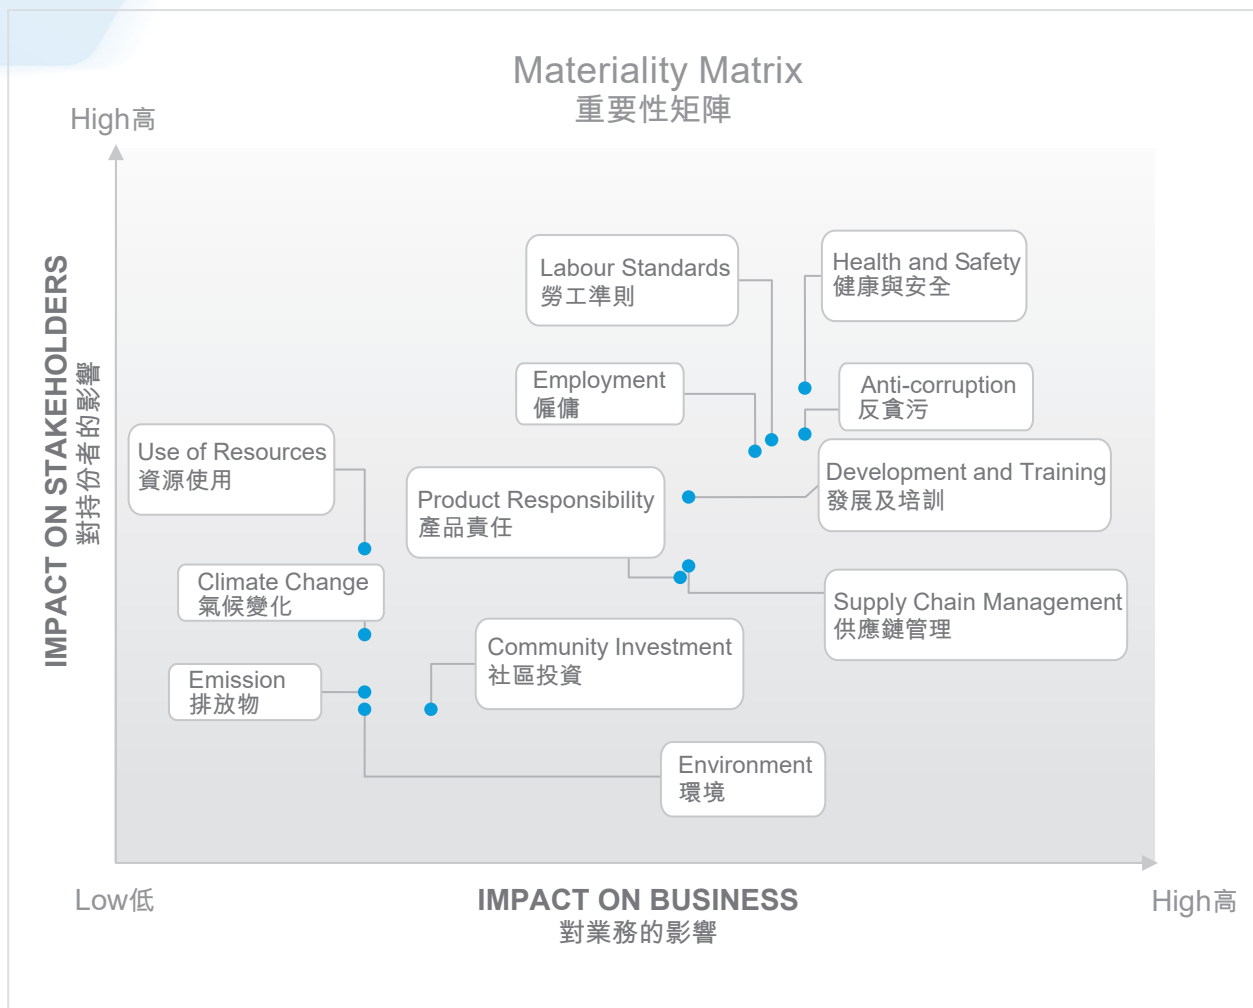 Materiality Matrix
重要性矩陣
High高
IMPACT ON STAKEHOLDERS
對持份者的影響
Labour Standards
勞工準則
Health and Safety
健康與安全
Employment
僱傭
Anti-corruption
反貪污
Use of Resources
資源使用
Product Responsibility
產品責任
Development and Training
發展及培訓
Climate Change
氣候變化
Supply Chain Management
供應鏈管理
Community Investment
社區投資
Emission
排放物
Environment
環境
Low低
IMPACT ON BUSINESS
對業務的影響
High高